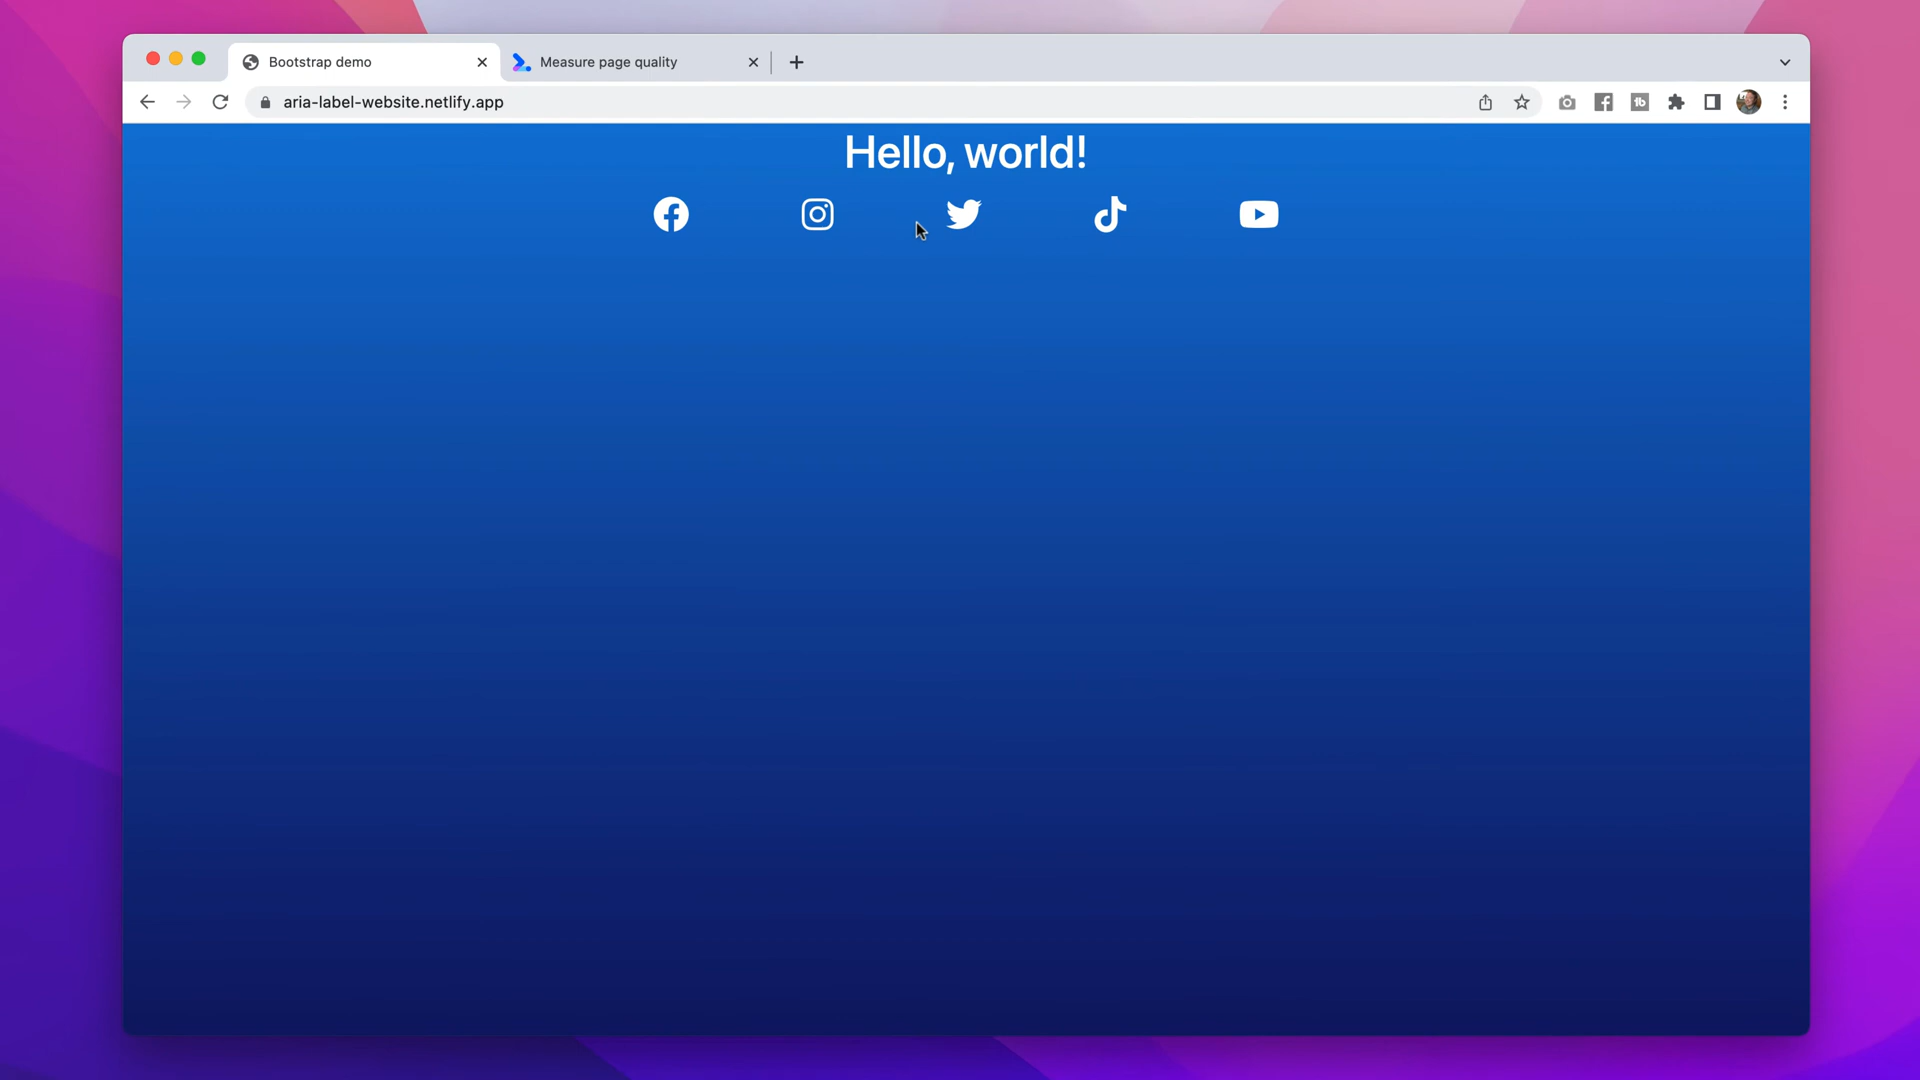 Bootstrap demo
Measure page quality
aria-label-website.netlify.app
Hello, world!